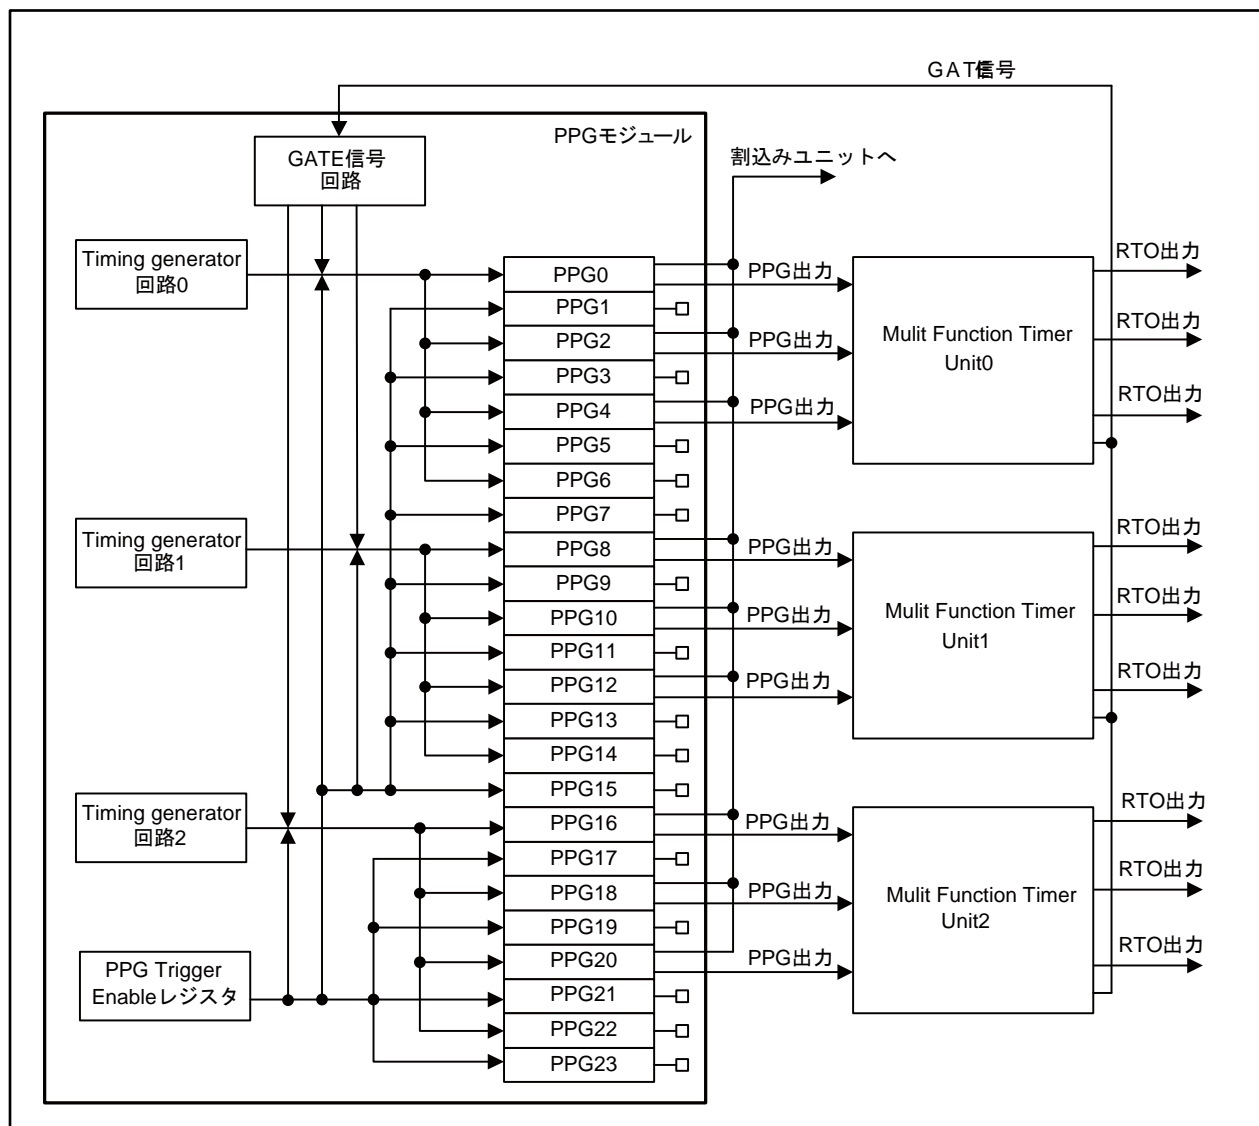 GAT信号
PPGモジュール
GATE信号
回路
割込みユニットへ
Timing generator
回路0
Timing generator
回路1
Timing generator
回路2
PPG Trigger
Enableレジスタ
PPG0
PPG1
PPG2
PPG3
PPG4
PPG5
PPG6
PPG7
PPG8
PPG9
PPG10
PPG11
PPG12
PPG13
PPG14
PPG15
PPG16
PPG17
PPG18
PPG19
PPG20
PPG21
PPG22
PPG23
PPG出力
PPG出力
PPG出力
PPG出力
PPG出力
PPG出力
PPG出力
PPG出力
PPG出力
Mulit Function Timer
Unit0
Mulit Function Timer
Unit1
Mulit Function Timer
Unit2
RTO出力
RTO出力
RTO出力
RTO出力
RTO出力
RTO出力
RTO出力
RTO出力
RTO出力